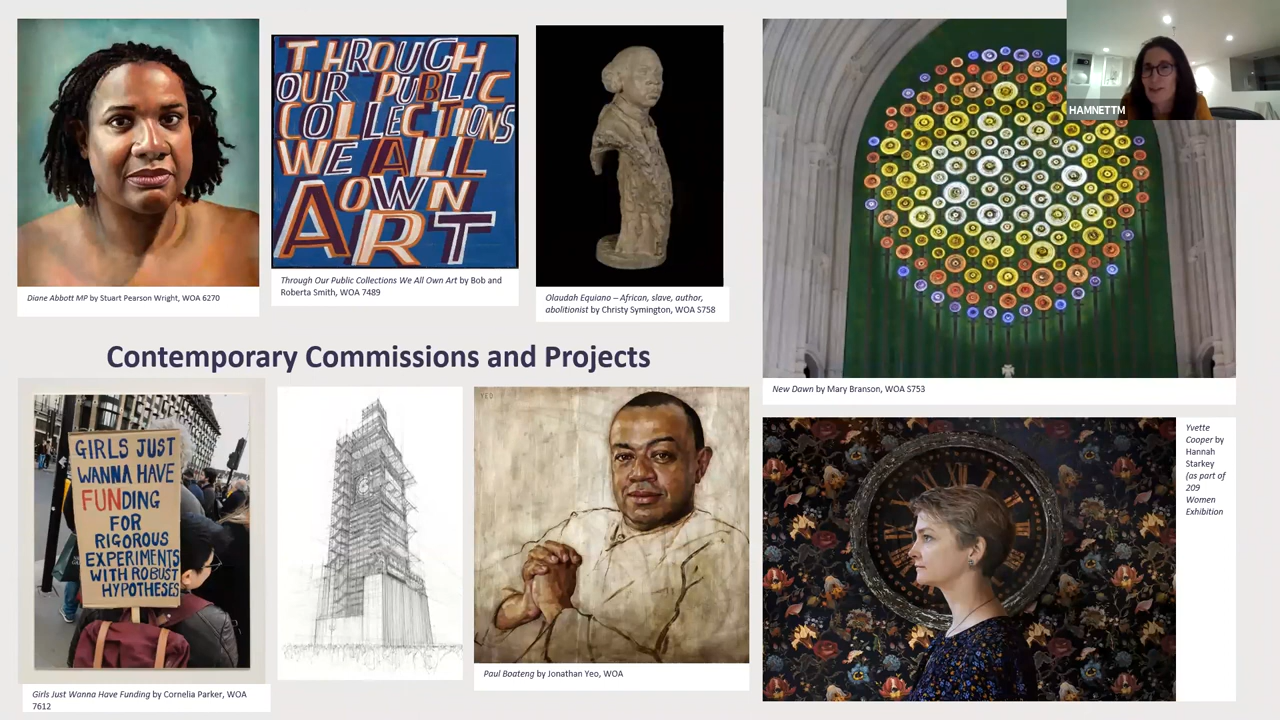 THROUGH
OUR PUBLIC
COLLECTIONS
WE ALL
OWN
ART
HAMNETTM
Diane Abbott MP by Stuart Pearson Wright, WOA 6270
Through Our Public Collections We All Own Art by Bob and
Roberta Smith, WOA 7489
Olaudah Equiano – African, slave, author,
abolitionist by Christy Symington, WOA S758
Contemporary Commissions and Projects
New Dawn by Mary Branson, WOA S753
GIRLS JUST
WANNA HAVE
FUNDING
FOR
RIGOROUS
EXPERIMENTS
WITH ROBUST
HYPOTHESES
YEO
Yvette
Cooper by
Hannah
Starkey
(as part of
209
Women
Exhibition
Paul Boateng by Jonathan Yeo, WOA
Girls Just Wanna Have Funding by Cornelia Parker, WOA
7612